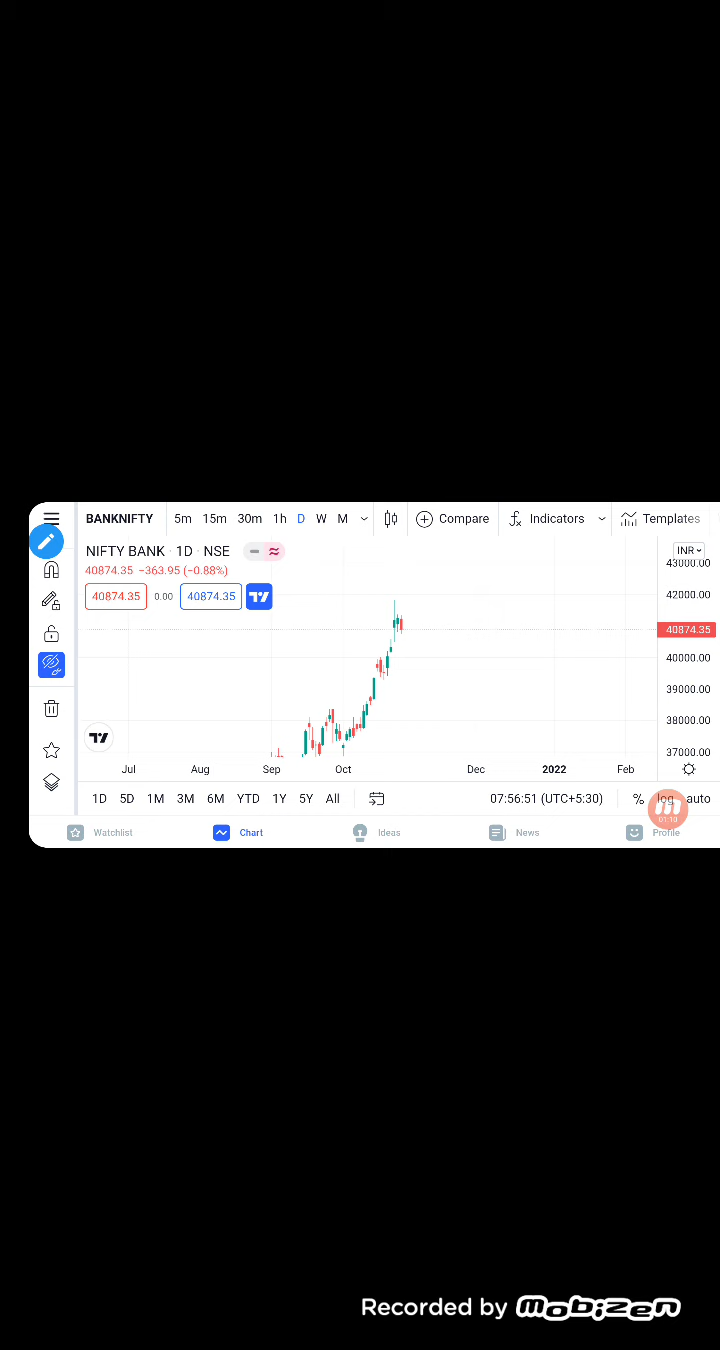 BANKNIFTY 5m 15m 30m 1h D W M Compare Indicators Templates
NIFTY BANK · 1D · NSE
INR
43000.00
40874.35 −363.95 (−0.88%)
40874.35 0.00 40874.35
42000.00
40874.35
40000.00
39000.00
38000.00
37000.00
Jul Aug Sep Oct Dec 2022 Feb
1D 5D 1M 3M 6M YTD 1Y 5Y All 07:56:51 (UTC+5:30) % log auto
01:10
Watchlist Chart Ideas News Profile
Recorded by Mobizen